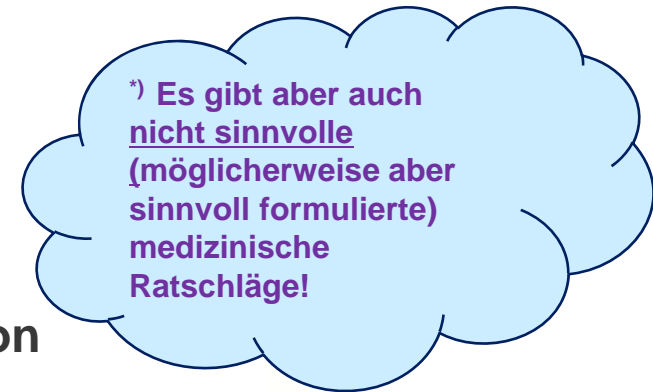 *) Es gibt aber auch
nicht sinnvolle
(möglicherweise aber
sinnvoll formulierte)
medizinische
Ratschläge!
on